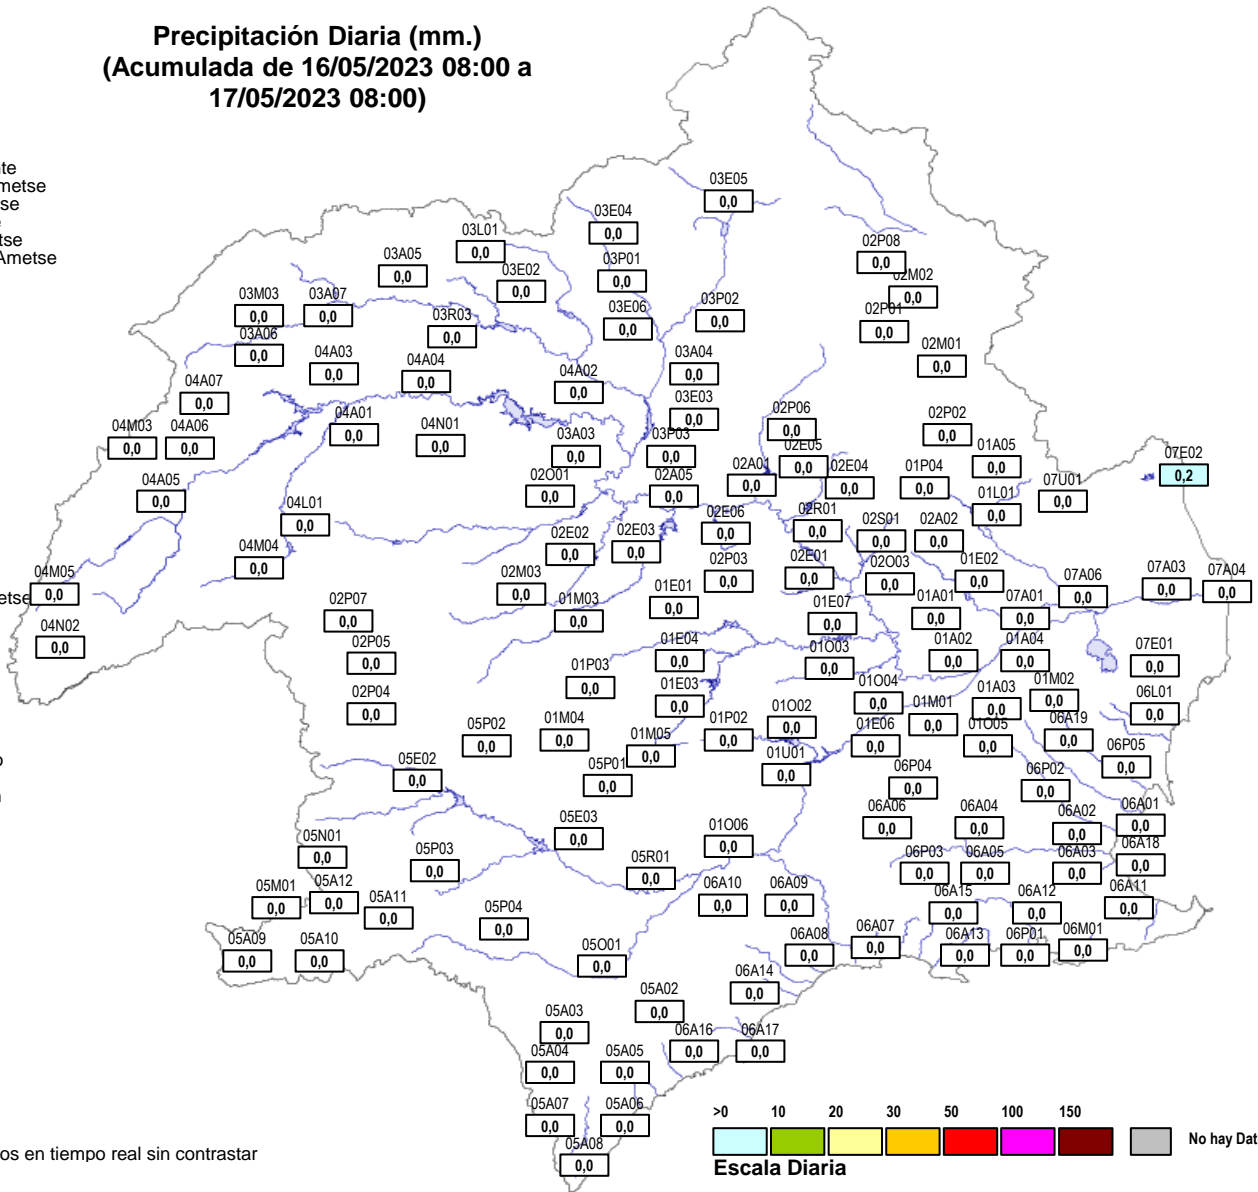 Precipitación Diaria (mm.)
(Acumulada de 16/05/2023 08:00 a
17/05/2023 08:00)
03E05
0,0
03E04
0,0
03L01
0,0
03P01
0,0
03A05
0,0
03E02
0,0
02P08
0,0
02M02
0,0
03M03
0,0
03A07
0,0
03R03
0,0
03E06
0,0
03P02
0,0
02P01
0,0
03A06
0,0
04A03
0,0
04A04
0,0
04A02
0,0
03A04
0,0
02M01
0,0
04A07
0,0
03E03
0,0
04M03
0,0
04A06
0,0
04A01
0,0
04N01
0,0
03A03
0,0
03P03
0,0
02P06
0,0
02P02
0,0
02E05
0,0
01A05
0,0
07E02
0,2
04A05
0,0
02O01
0,0
02A05
0,0
02A01
0,0
02E04
0,0
01P04
0,0
07U01
0,0
04L01
0,0
01L01
0,0
02E06
0,0
02R01
0,0
02S01
0,0
02A02
0,0
04M04
0,0
02E02
0,0
02E03
0,0
02P03
0,0
02E01
0,0
02O03
0,0
01E02
0,0
04M05
0,0
02M03
0,0
07A06
0,0
07A03
0,0
07A04
0,0
02P07
0,0
01M03
0,0
01E01
0,0
01E07
0,0
01A01
0,0
07A01
0,0
04N02
0,0
02P05
0,0
01E04
0,0
01O03
0,0
01A02
0,0
01A04
0,0
07E01
0,0
01P03
0,0
01E03
0,0
02P04
0,0
01O04
0,0
01A03
0,0
01M02
0,0
06L01
0,0
05P02
0,0
01M04
0,0
01M05
0,0
01P02
0,0
01O02
0,0
01E06
0,0
01M01
0,0
01O05
0,0
06A19
0,0
06P05
0,0
05E02
0,0
05P01
0,0
01U01
0,0
06P04
0,0
06P02
0,0
05E03
0,0
01O06
0,0
06A06
0,0
06A04
0,0
06A02
0,0
06A01
0,0
05N01
0,0
05P03
0,0
05R01
0,0
06P03
0,0
06A05
0,0
06A03
0,0
06A18
0,0
05M01
0,0
05A12
0,0
05A11
0,0
06A10
0,0
06A09
0,0
06A15
0,0
06A12
0,0
06A11
0,0
05P04
0,0
05A09
0,0
05A10
0,0
05O01
0,0
06A08
0,0
06A07
0,0
06A13
0,0
06P01
0,0
06M01
0,0
06A14
0,0
05A02
0,0
05A03
0,0
06A16
0,0
06A17
0,0
05A04
0,0
05A05
0,0
05A07
0,0
05A06
0,0
05A08
0,0
>0 10 20 30 50 100 150
No hay Dat
Escala Diaria
os en tiempo real sin contrastar